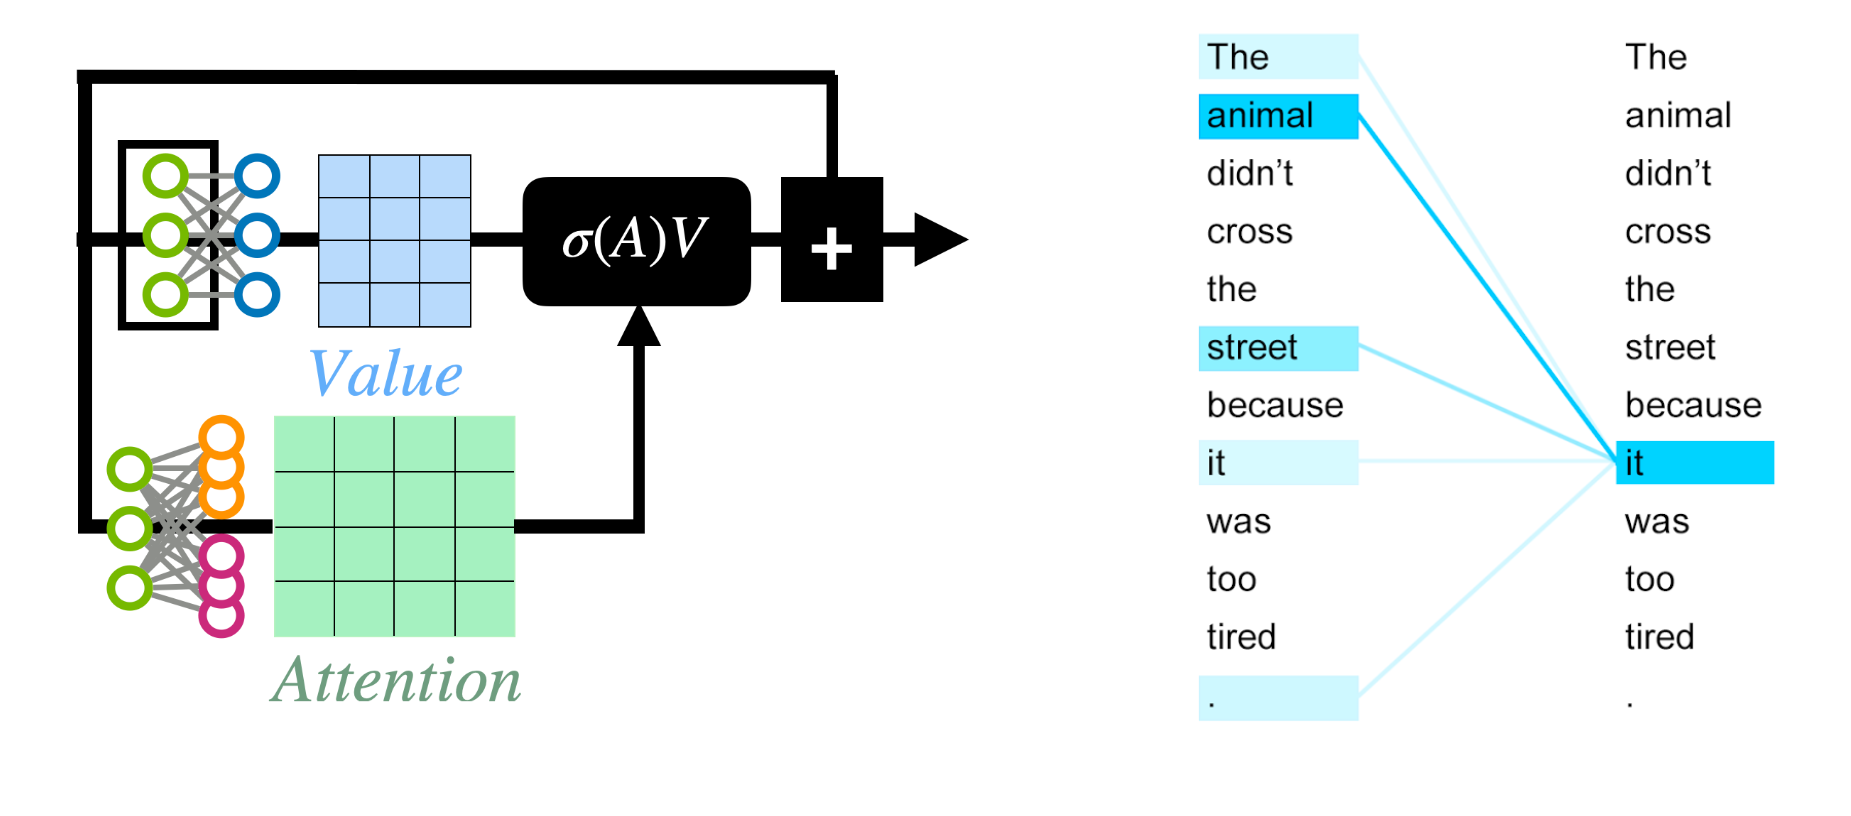 σ(A)V
+
Value
Attention
The
animal
didn’t
cross
the
street
because
it
was
too
tired
.
The
animal
didn’t
cross
the
street
because
it
was
too
tired
.